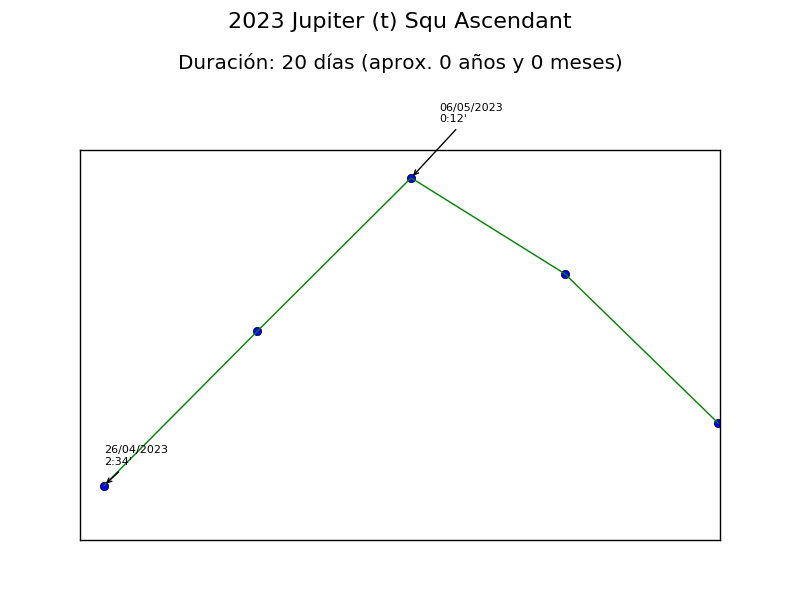 2023 Jupiter (t) Squ Ascendant
Duración: 20 días (aprox. 0 años y 0 meses)
06/05/2023
0:12'
26/04/2023
2:34'